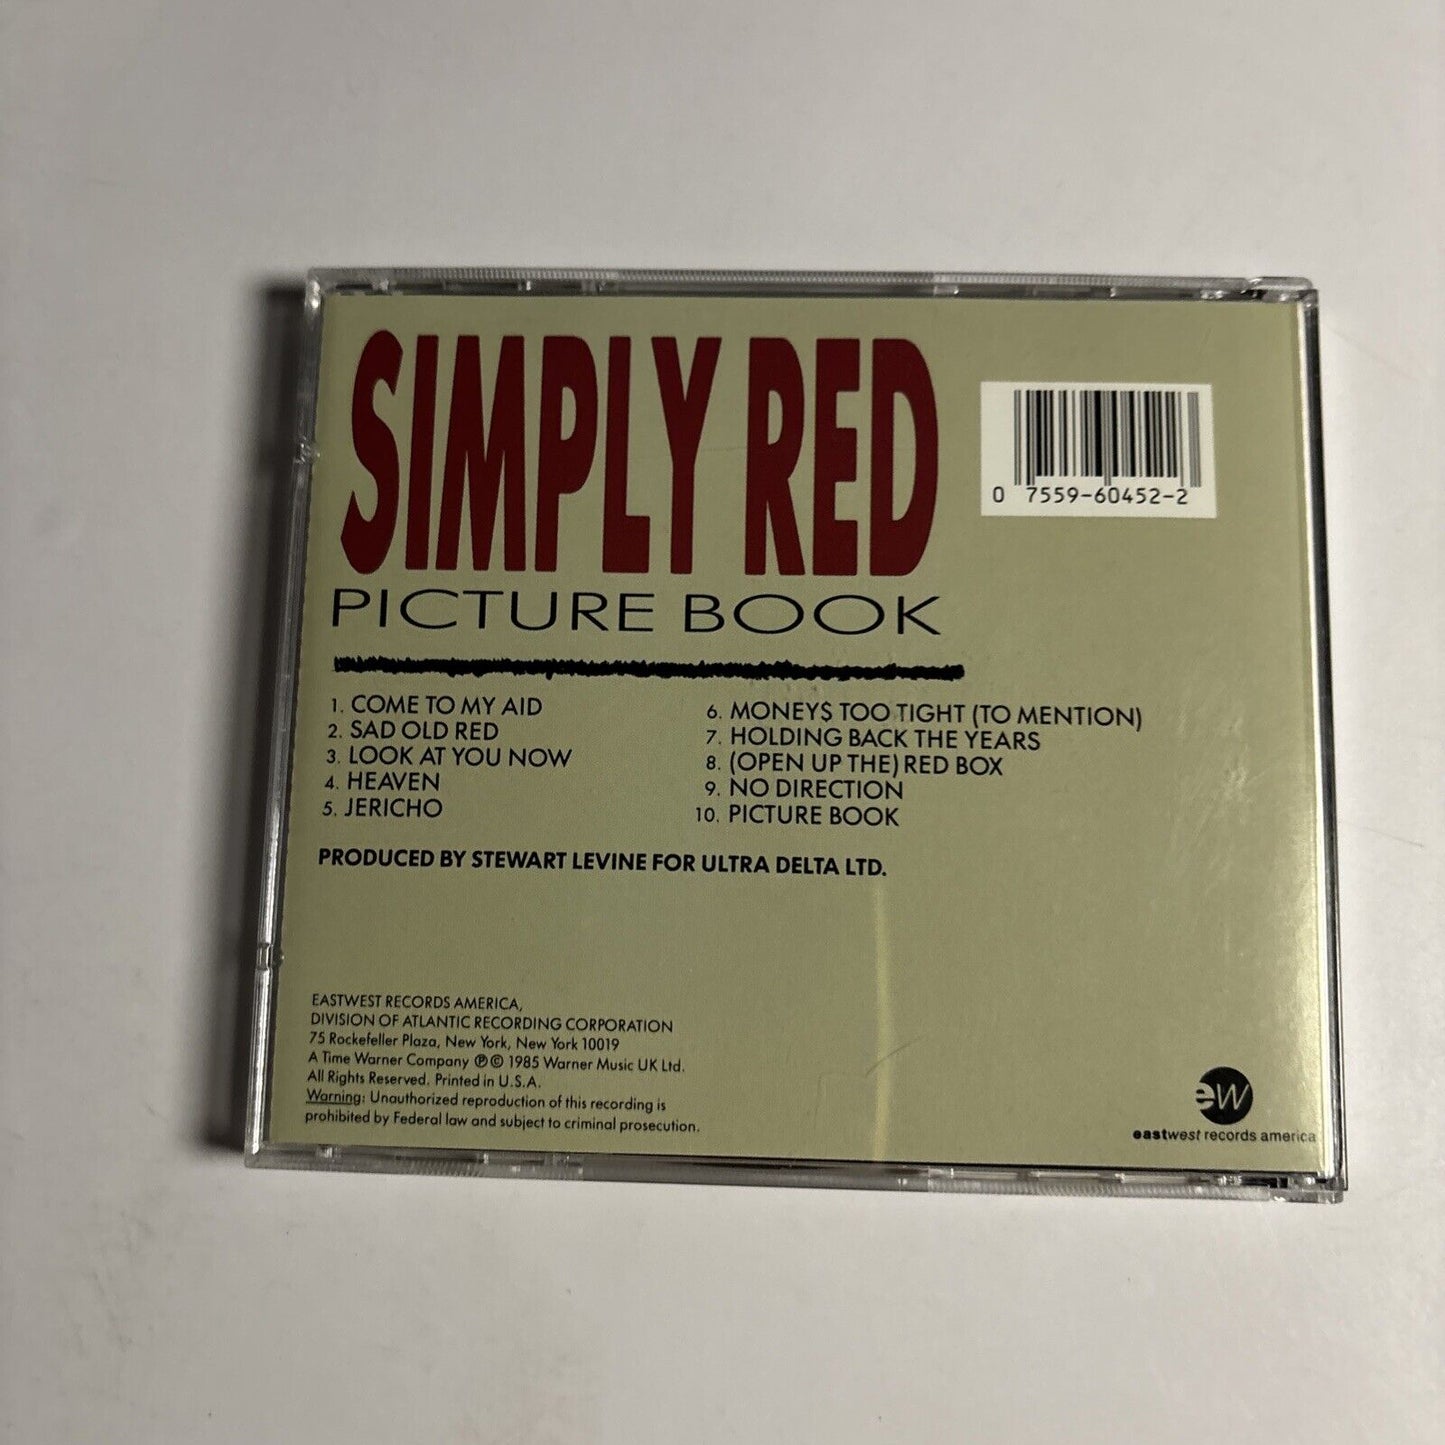 SIMPLY RED
PICTURE BOOK
0 7559-60452-2
1. COME TO MY AID
2. SAD OLD RED
3. LOOK AT YOU NOW
4. HEAVEN
5. JERICHO
6. MONEY$ TOO TIGHT (TO MENTION)
7. HOLDING BACK THE YEARS
8. (OPEN UP THE) RED BOX
9. NO DIRECTION
10. PICTURE BOOK
PRODUCED BY STEWART LEVINE FOR ULTRA DELTA LTD.
EASTWEST RECORDS AMERICA,
DIVISION OF ATLANTIC RECORDING CORPORATION
75 Rockefeller Plaza, New York, New York 10019
A Time Warner Company ℗ © 1985 Warner Music UK Ltd.
All Rights Reserved. Printed in U.S.A.
Warning: Unauthorized reproduction of this recording is
prohibited by Federal law and subject to criminal prosecution.
ew
eastwest records america